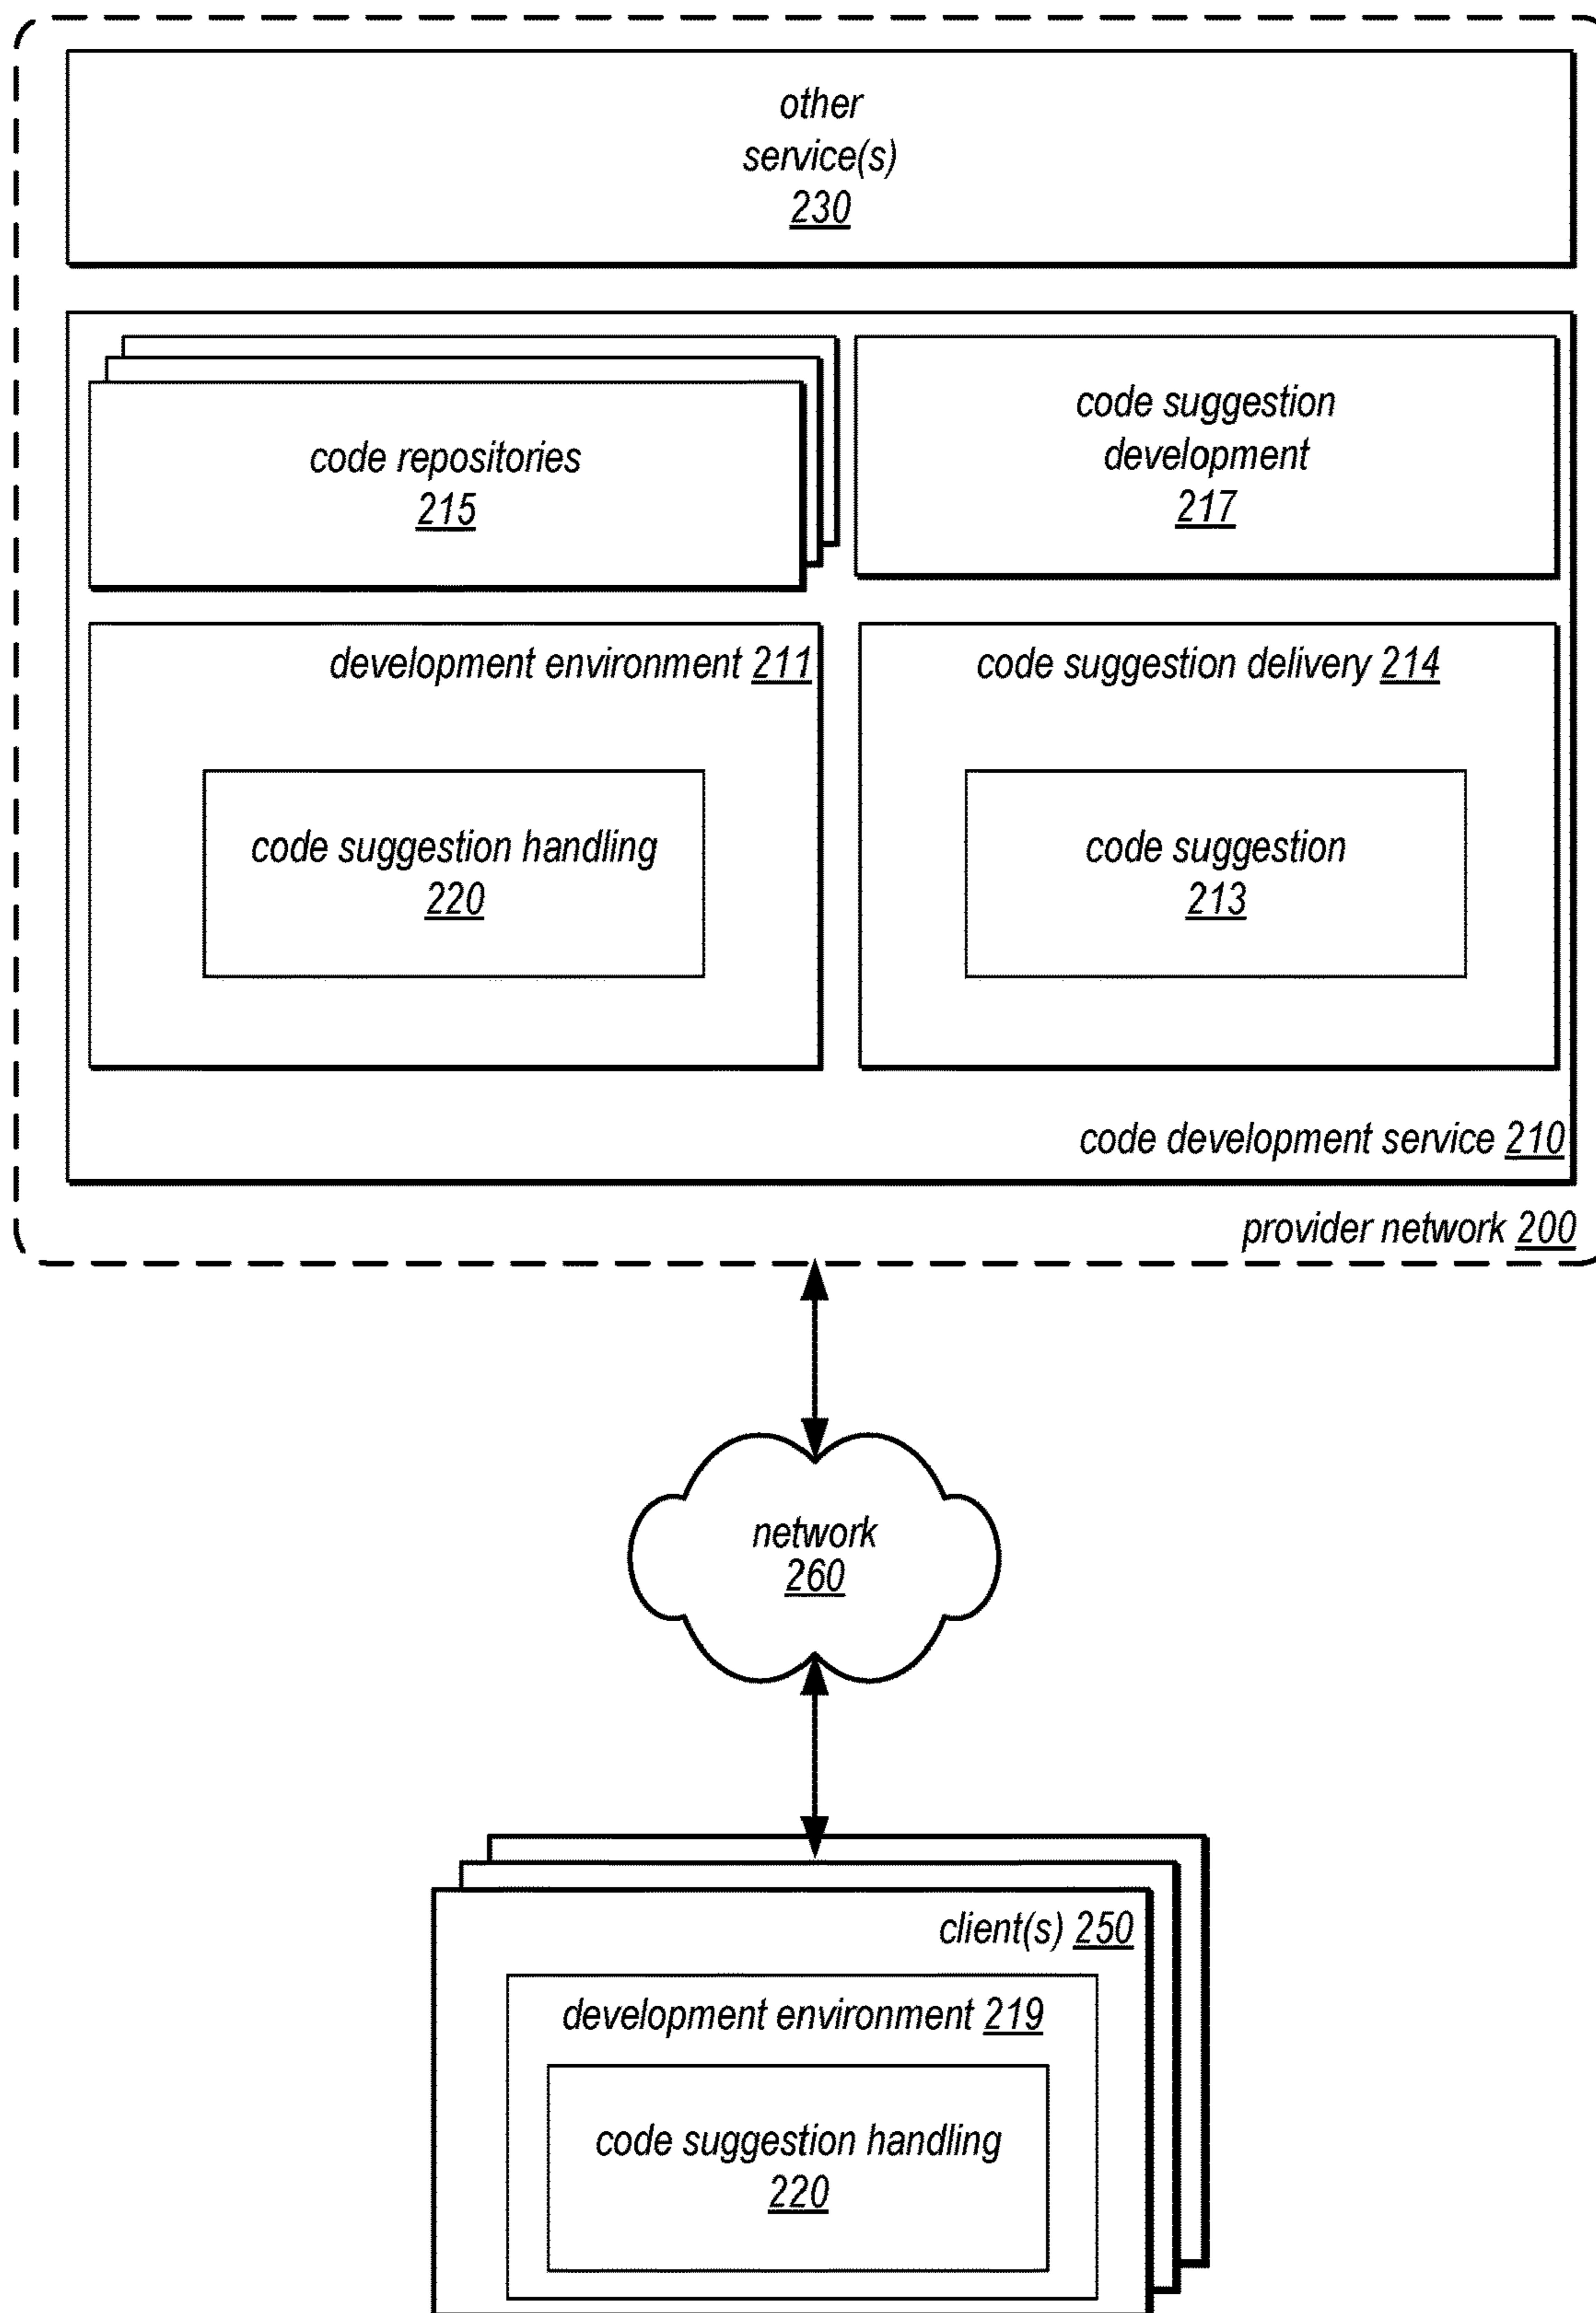 other
service(s)
230
code repositories
215
code suggestion
development
217
development environment 211
code suggestion handling
220
code suggestion delivery 214
code suggestion
213
code development service 210
provider network 200
network
260
client(s) 250
development environment 219
code suggestion handling
220